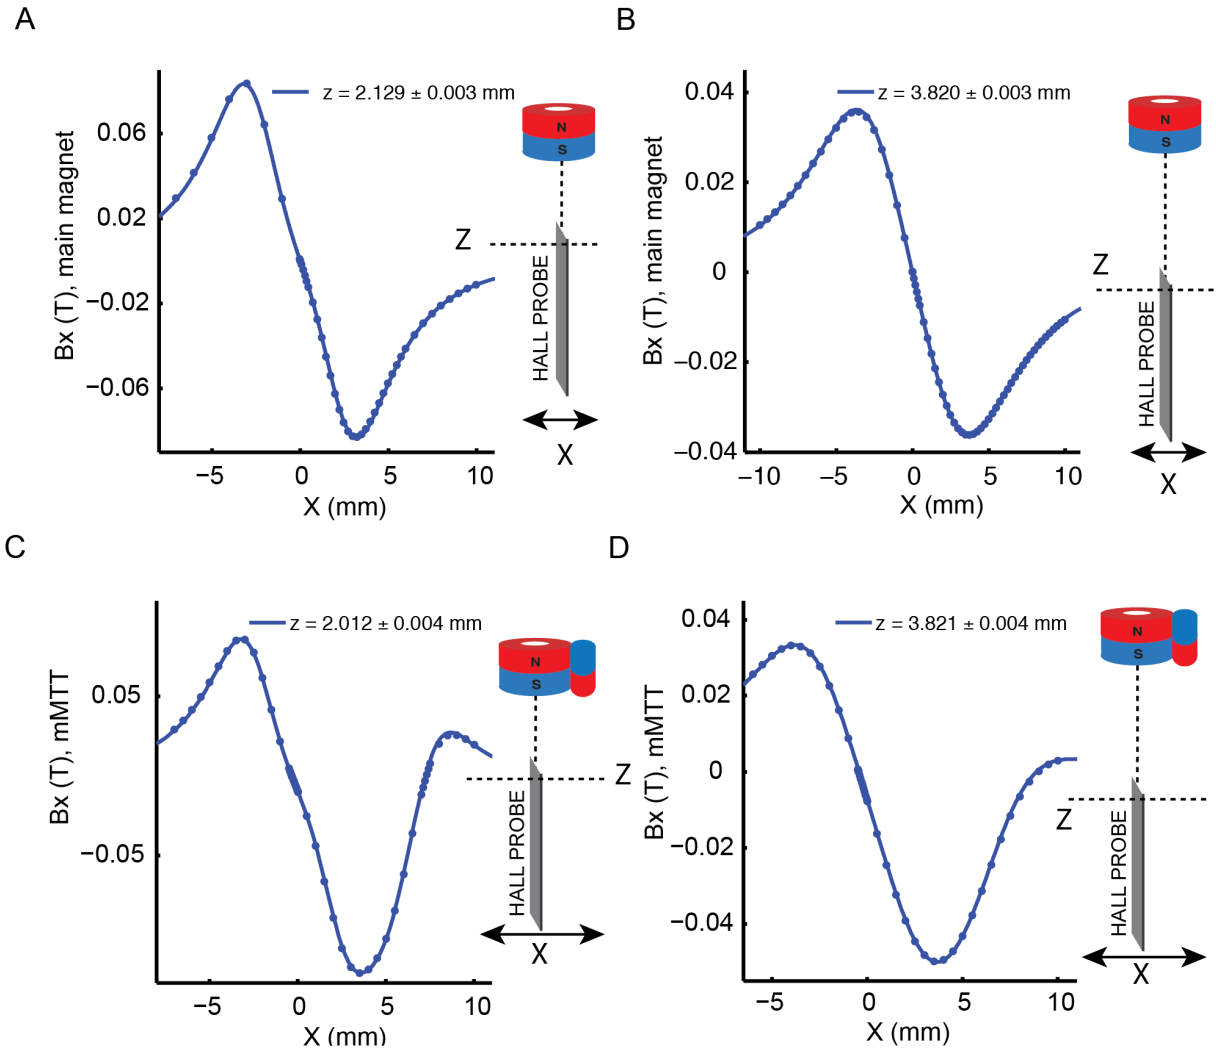 A
Bx (T), main magnet
0.06
0.02
−0.02
−0.06
−5
0
5
10
X (mm)
z = 2.129 ± 0.003 mm
N
S
Z
HALL PROBE
X
B
Bx (T), main magnet
0.04
0.02
0
−0.02
−0.04
−10
−5
0
5
10
X (mm)
z = 3.820 ± 0.003 mm
N
S
Z
HALL PROBE
X
C
Bx (T), mMTT
0.05
−0.05
−5
0
5
10
X (mm)
z = 2.012 ± 0.004 mm
N
S
Z
HALL PROBE
X
D
Bx (T), mMTT
0.04
0.02
0
−0.02
−0.04
−5
0
5
10
X (mm)
z = 3.821 ± 0.004 mm
N
S
Z
HALL PROBE
X